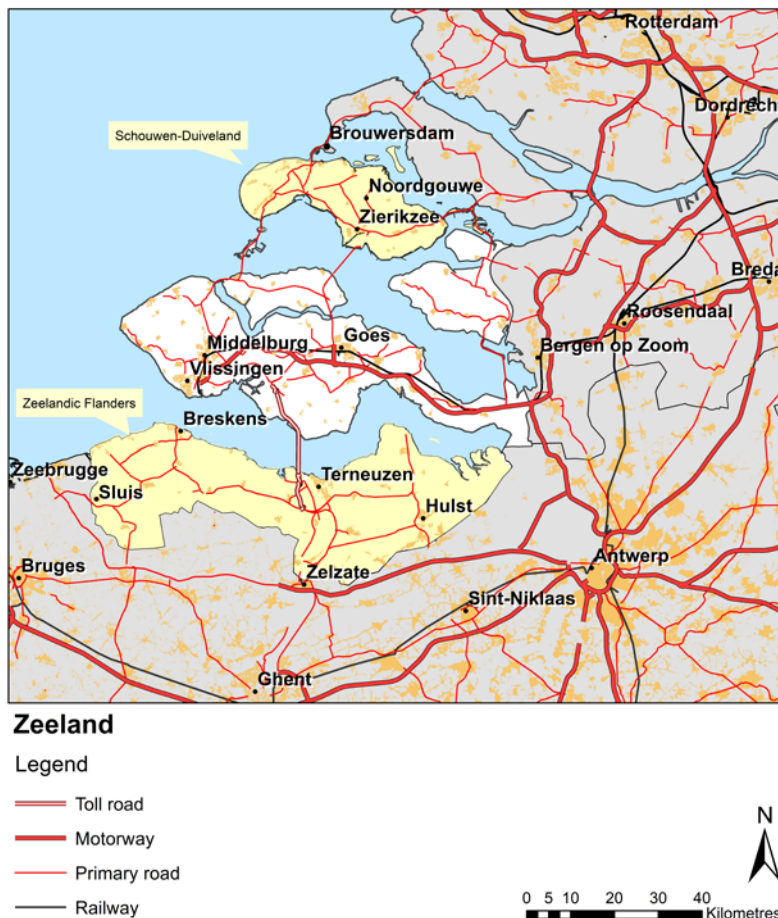 Rotterdam
Dordrech
Schouwen-Duiveland
Brouwersdam
Noordgouwe
Zierikzee
Breda
Roosendaal
Middelburg
Goes
Bergen op Zoom
Vlissingen
Zeelandic Flanders
Breskens
Zeebrugge
Terneuzen
Sluis
Hulst
Antwerp
Bruges
Zelzate
Sint-Niklaas
Ghent
Zeeland
Legend
Toll road
Motorway
Primary road
Railway
N
0 5 10 20 30 40
Kilometres